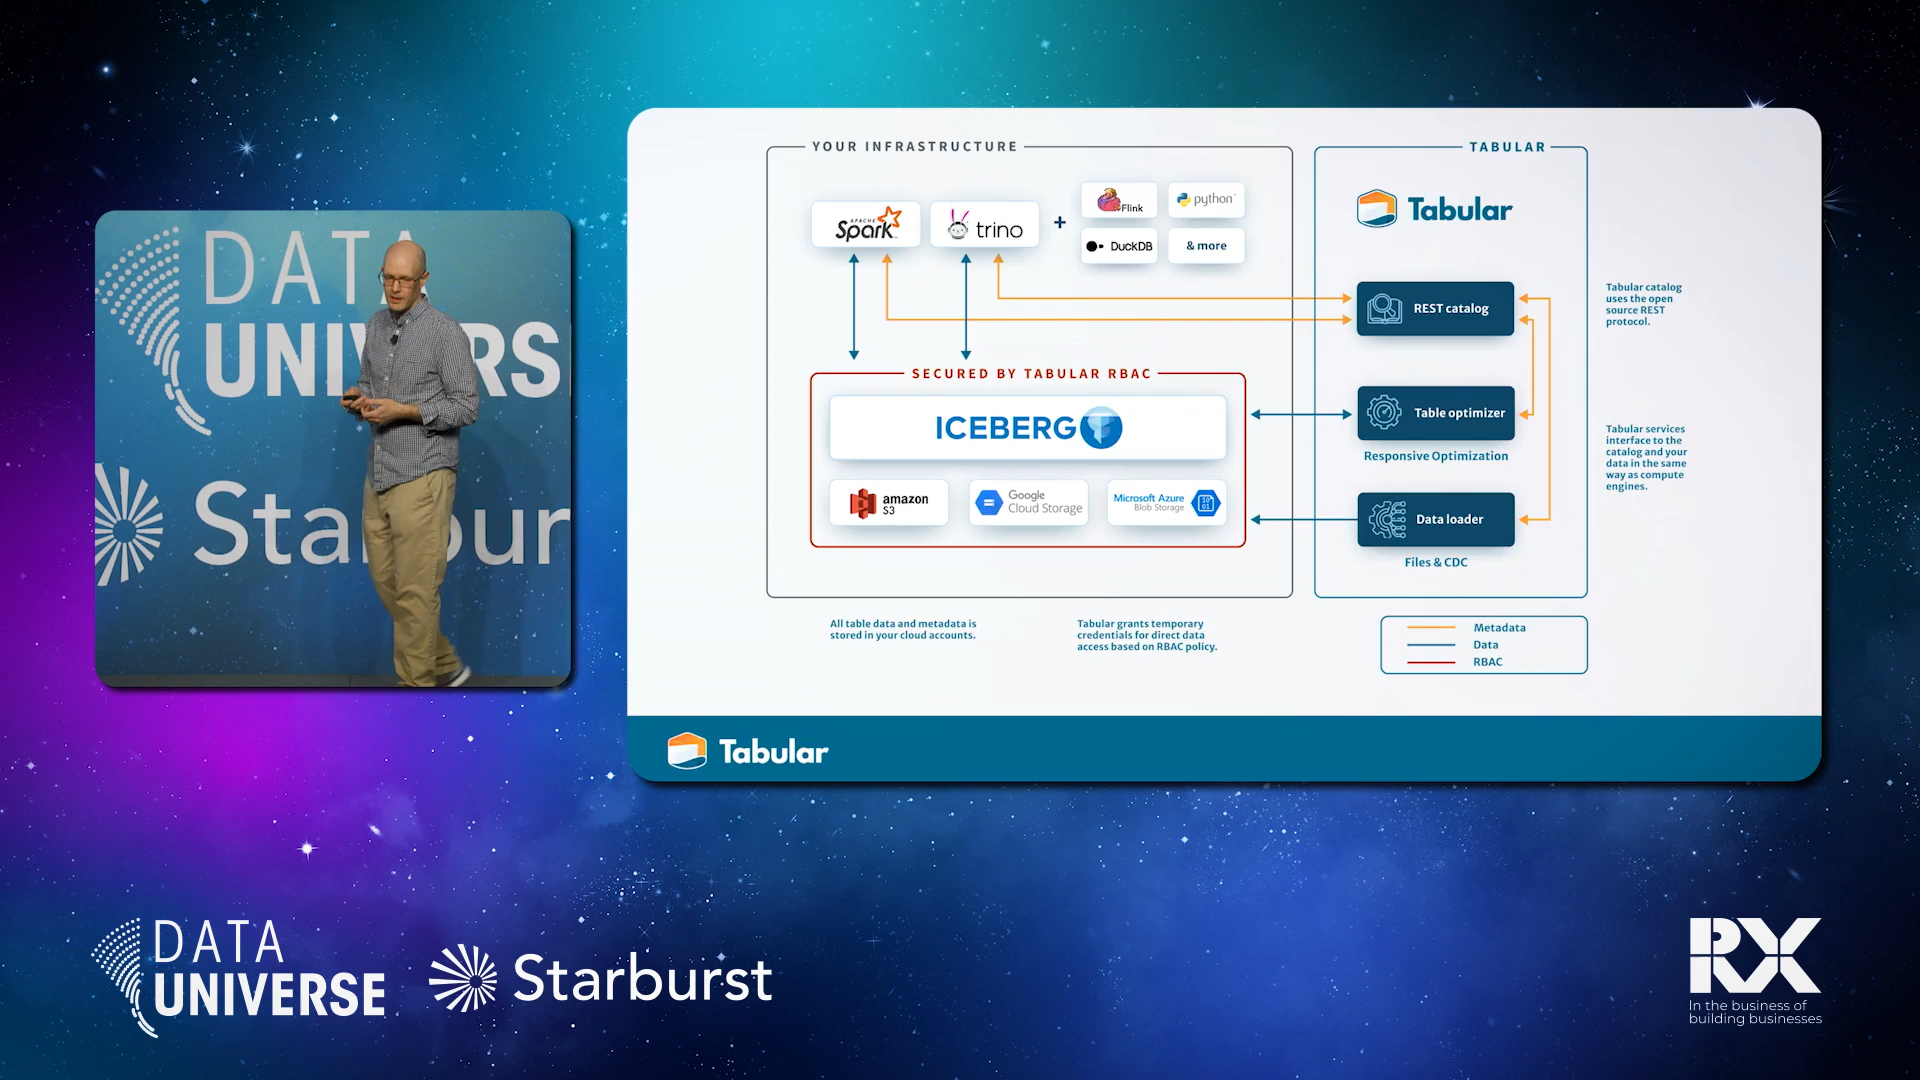 DATA
UNIVERS
Starbur
YOUR INFRASTRUCTURE
APACHE
Spark
trino
+
Flink
python
DuckDB
& more
SECURED BY TABULAR RBAC
ICEBERG
amazon
S3
Google
Cloud Storage
Microsoft Azure
Blob Storage
All table data and metadata is
stored in your cloud accounts.
Tabular grants temporary
credentials for direct data
access based on RBAC policy.
TABULAR
Tabular
REST catalog
Table optimizer
Responsive Optimization
Data loader
Files & CDC
Tabular catalog
uses the open
source REST
protocol.
Tabular services
interface to the
catalog and your
data in the same
way as compute
engines.
Metadata
Data
RBAC
Tabular
DATA
UNIVERSE
Starburst
RX
In the business of
building businesses